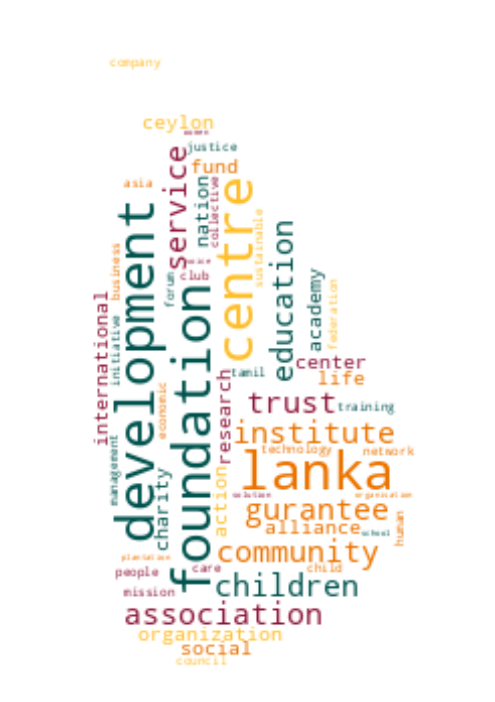 company
ceylon
women
justice
service
fund
asia
nation
collective
centre
development
sustainable
education
voice
club
forum
foundation
business
academy
federation
international
initiative
center
tamil
life
research
economic
trust
training
institute
management
technology
network
lanka
charity
action
solution
organisation
gurantee
human
alliance
school
community
plantation
people
care
child
children
mission
association
organization
social
council